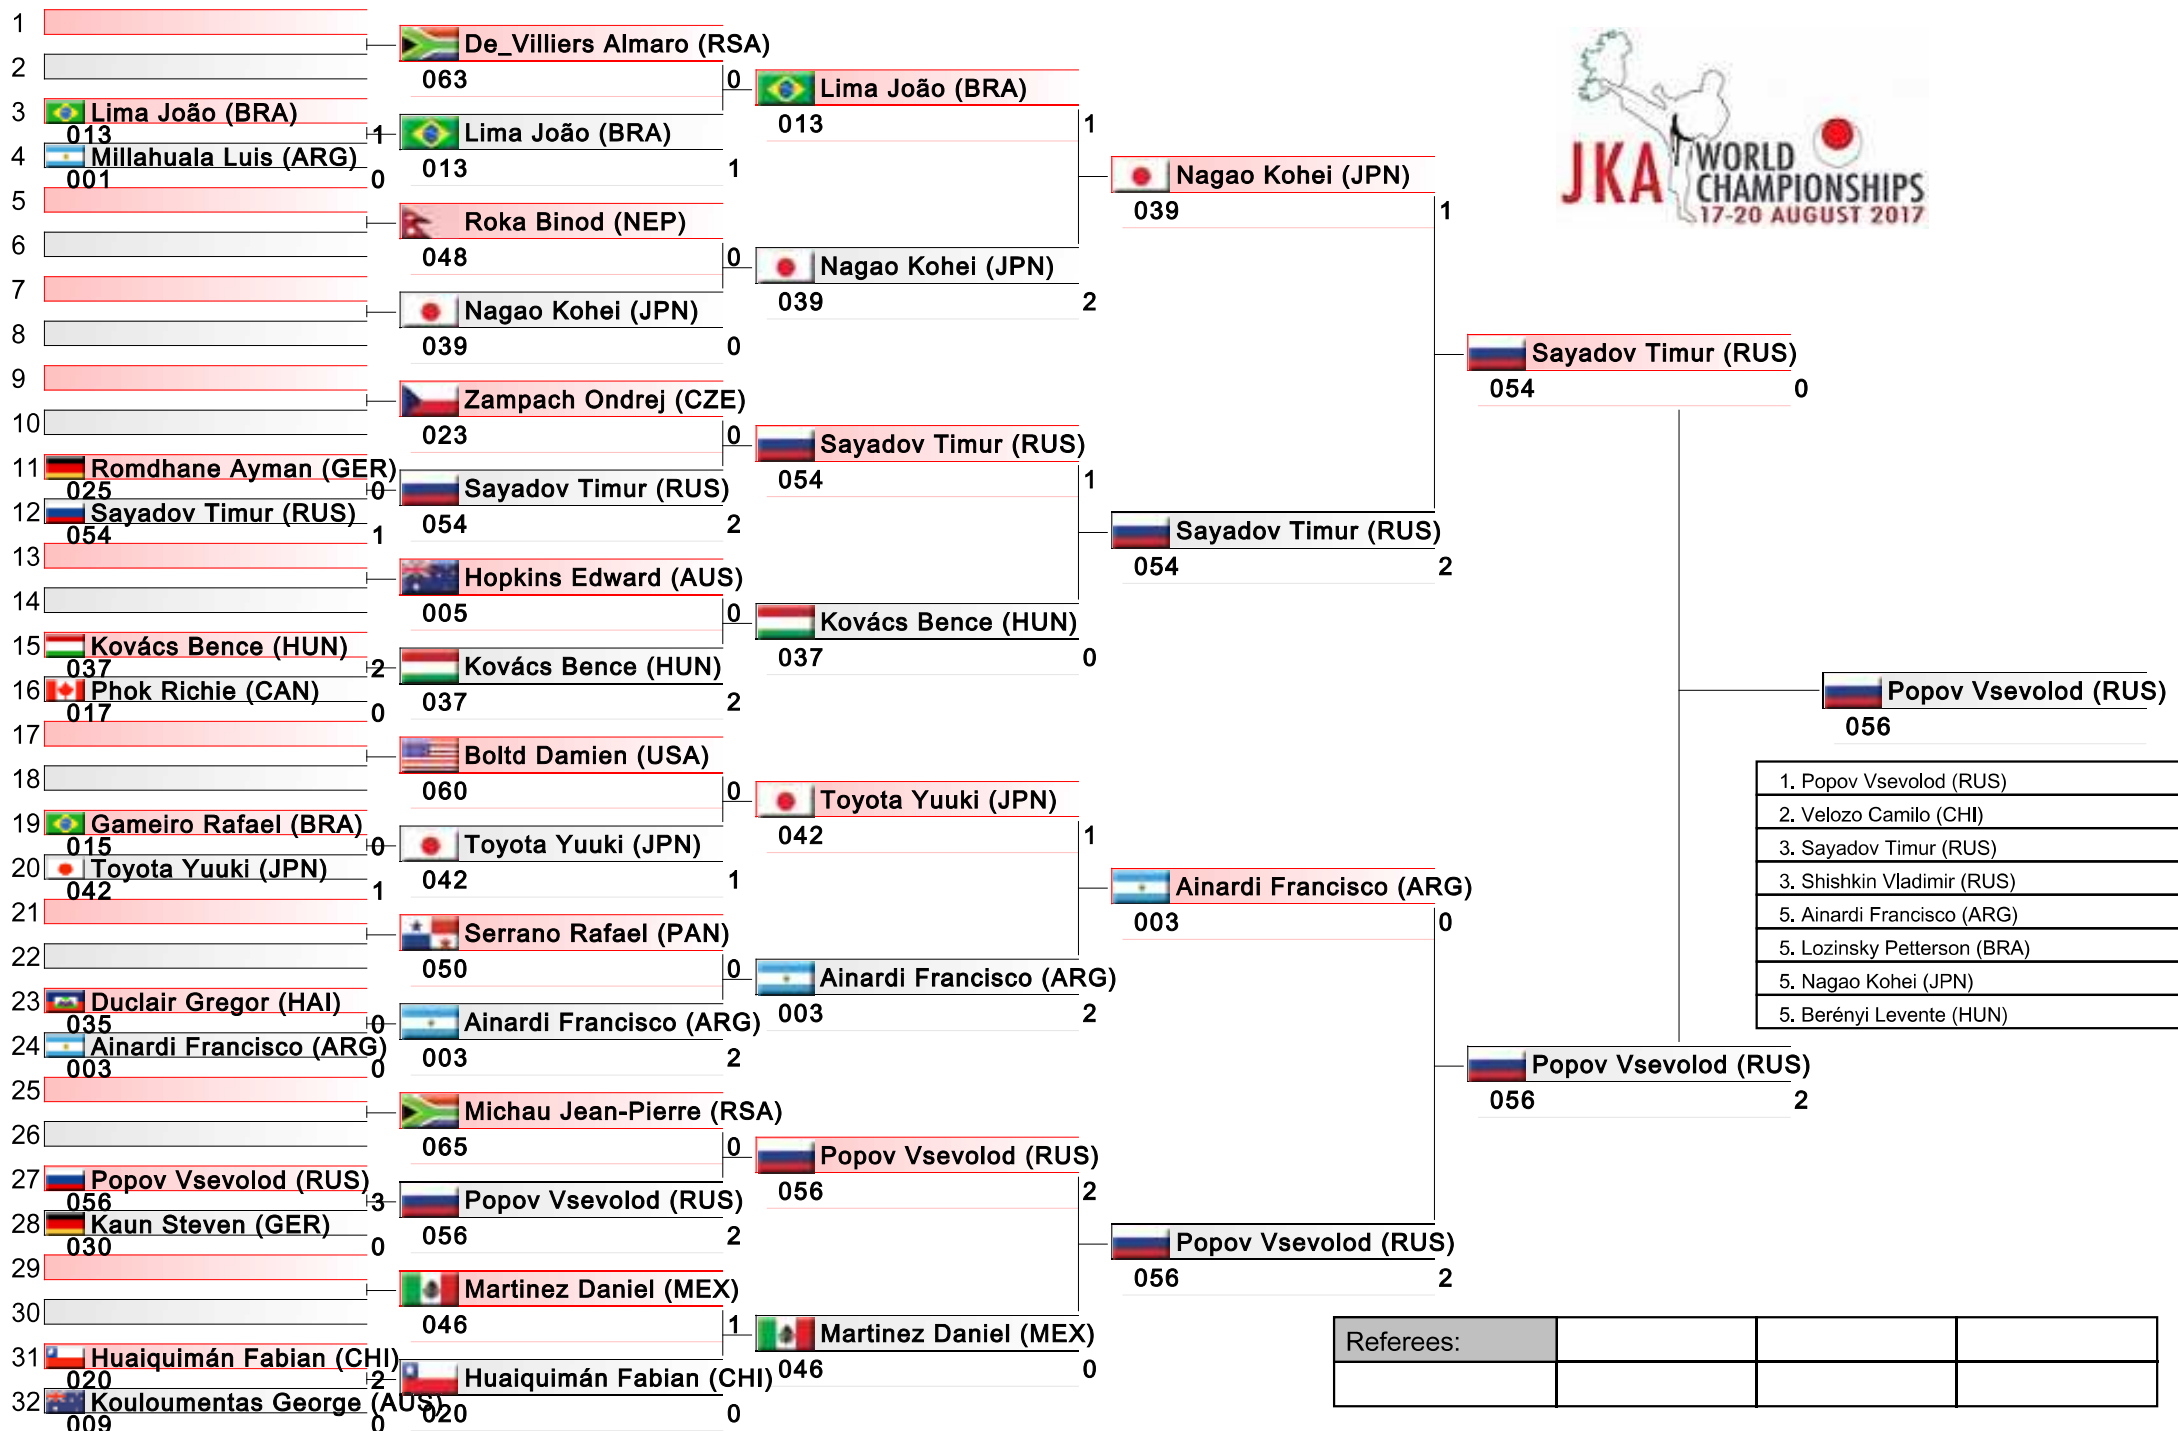 1
2
3 Lima João (BRA)
013 1
4 Millahuala Luis (ARG)
001 0
5
6
7
8
9
10
11 Romdhane Ayman (GER)
025 0
12 Sayadov Timur (RUS)
054 1
13
14
15 Kovács Bence (HUN)
037 2
16 Phok Richie (CAN)
017 0
17
18
19 Gameiro Rafael (BRA)
015 0
20 Toyota Yuuki (JPN)
042 1
21
22
23 Duclair Gregor (HAI)
035 0
24 Ainardi Francisco (ARG)
003 0
25
26
27 Popov Vsevolod (RUS)
056 3
28 Kaun Steven (GER)
030 0
29
30
31 Huaiquimán Fabian (CHI)
020 2
32 Kouloumentas George (AUS)
009 0
De_Villiers Almaro (RSA)
063 0
Lima João (BRA)
013 1
Roka Binod (NEP)
048 0
Nagao Kohei (JPN)
039 0
Zampach Ondrej (CZE)
023 0
Sayadov Timur (RUS)
054 2
Hopkins Edward (AUS)
005 0
Kovács Bence (HUN)
037 2
Boltd Damien (USA)
060 0
Toyota Yuuki (JPN)
042 1
Serrano Rafael (PAN)
050 0
Ainardi Francisco (ARG)
003 2
Michau Jean-Pierre (RSA)
065 0
Popov Vsevolod (RUS)
056 2
Martinez Daniel (MEX)
046 1
Huaiquimán Fabian (CHI)
020 0
Lima João (BRA)
013 1
Nagao Kohei (JPN)
039 2
Sayadov Timur (RUS)
054 1
Kovács Bence (HUN)
037 0
Toyota Yuuki (JPN)
042 1
Ainardi Francisco (ARG)
003 2
Popov Vsevolod (RUS)
056 2
Martinez Daniel (MEX)
046 0
Nagao Kohei (JPN)
039 1
Sayadov Timur (RUS)
054 2
Ainardi Francisco (ARG)
003 0
Popov Vsevolod (RUS)
056 2
Sayadov Timur (RUS)
054 0
Popov Vsevolod (RUS)
056 2
Popov Vsevolod (RUS)
056
JKA WORLD
CHAMPIONSHIPS
17-20 AUGUST 2017
1. Popov Vsevolod (RUS)
2. Velozo Camilo (CHI)
3. Sayadov Timur (RUS)
3. Shishkin Vladimir (RUS)
5. Ainardi Francisco (ARG)
5. Lozinsky Petterson (BRA)
5. Nagao Kohei (JPN)
5. Berényi Levente (HUN)
Referees: